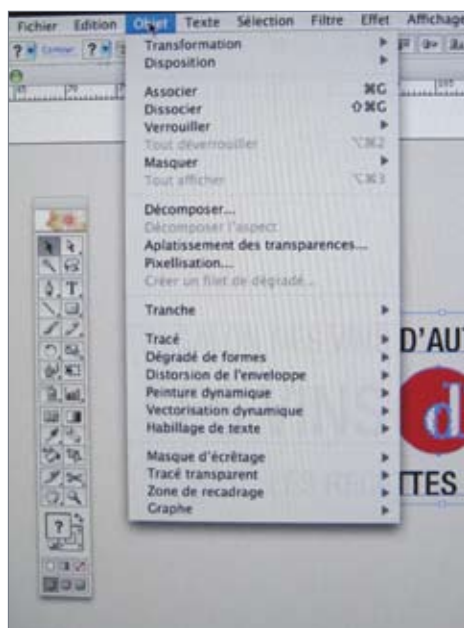 Fichier Edition Objet Texte Sélection Filtre Effet Affichage
? Contour ?
Transformation
Disposition
Associer ⌘G
Dissocier ⇧⌘G
Verrouiller
Tout déverrouiller ⌥⌘2
Masquer
Tout afficher ⌥⌘3
Décomposer...
Décomposer l'aspect
Aplatissement des transparences...
Pixellisation...
Créer un filet de dégradé...
Tranche
Tracé
Dégradé de formes
Distorsion de l'enveloppe
Peinture dynamique
Vectorisation dynamique
Habillage de texte
Masque d'écrêtage
Tracé transparent
Zone de recadrage
Graphe
T
?
D'AUT
d
TTES